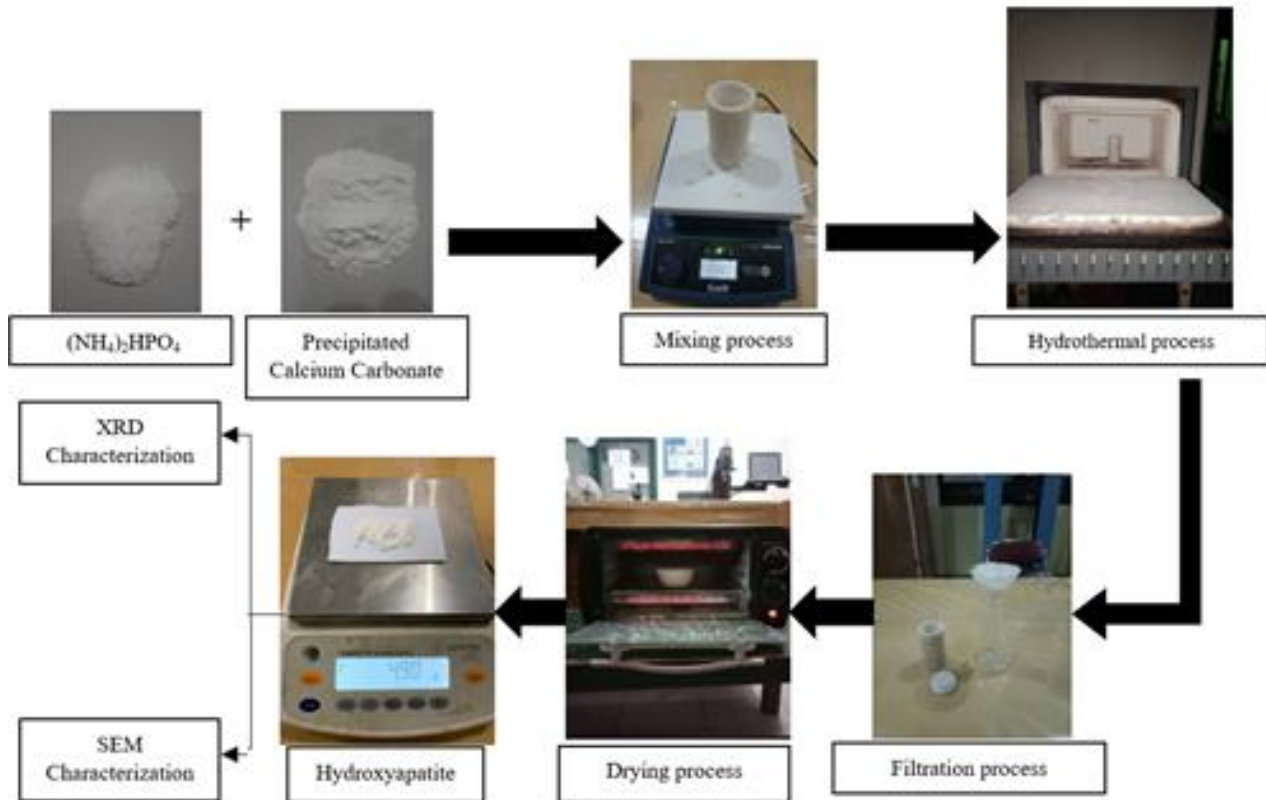 (NH₄)₂HPO₄
+
Precipitated
Calcium Carbonate
Mixing process
Hydrothermal process
XRD
Characterization
SEM
Characterization
Hydroxyapatite
Drying process
Filtration process